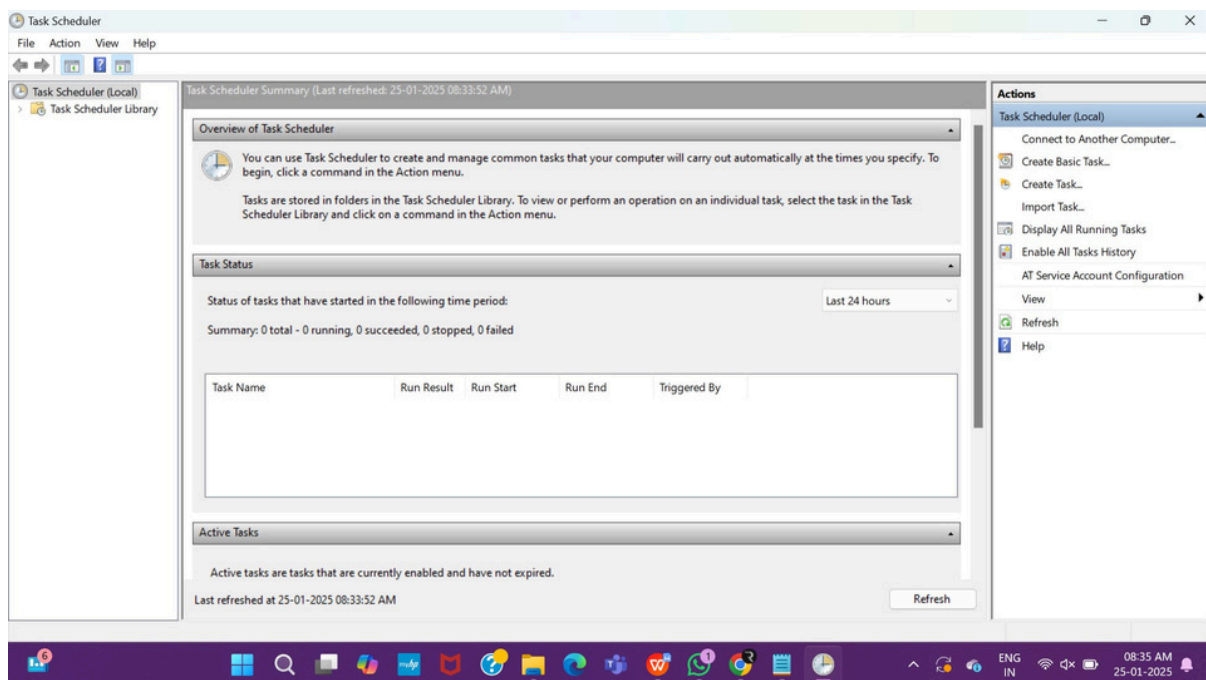 Task Scheduler
File Action View Help
Task Scheduler (Local)
Task Scheduler Library
Task Scheduler Summary (Last refreshed: 25-01-2025 08:33:52 AM)
Overview of Task Scheduler
You can use Task Scheduler to create and manage common tasks that your computer will carry out automatically at the times you specify. To
begin, click a command in the Action menu.
Tasks are stored in folders in the Task Scheduler Library. To view or perform an operation on an individual task, select the task in the Task
Scheduler Library and click on a command in the Action menu.
Task Status
Status of tasks that have started in the following time period:
Last 24 hours
Summary: 0 total - 0 running, 0 succeeded, 0 stopped, 0 failed
Task Name Run Result Run Start Run End Triggered By
Active Tasks
Active tasks are tasks that are currently enabled and have not expired.
Last refreshed at 25-01-2025 08:33:52 AM
Refresh
Actions
Task Scheduler (Local)
Connect to Another Computer...
Create Basic Task...
Create Task...
Import Task...
Display All Running Tasks
Enable All Tasks History
AT Service Account Configuration
View
Refresh
Help
6
1
ENG
IN
08:35 AM
25-01-2025